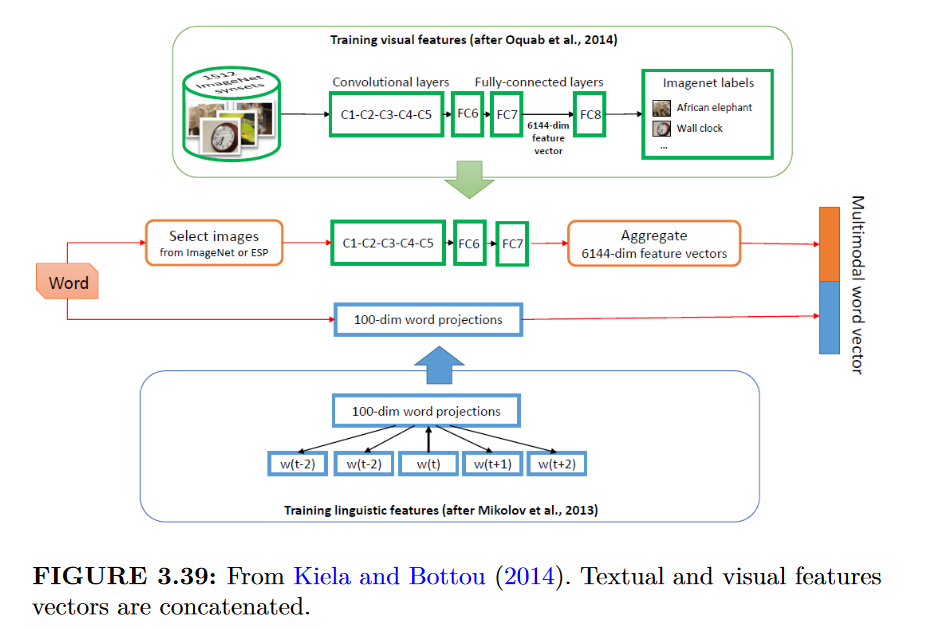 Training visual features (after Oquab et al., 2014)
1512
ImageNet
synsets
Convolutional layers
Fully-connected layers
C1-C2-C3-C4-C5
FC6
FC7
6144-dim
feature
vector
FC8
Imagenet labels
African elephant
Wall clock
...
Word
Select images
from ImageNet or ESP
C1-C2-C3-C4-C5
FC6
FC7
Aggregate
6144-dim feature vectors
100-dim word projections
Multimodal word vector
100-dim word projections
w(t-2)
w(t-2)
w(t)
w(t+1)
w(t+2)
Training linguistic features (after Mikolov et al., 2013)
FIGURE 3.39: From Kiela and Bottou (2014). Textual and visual features
vectors are concatenated.